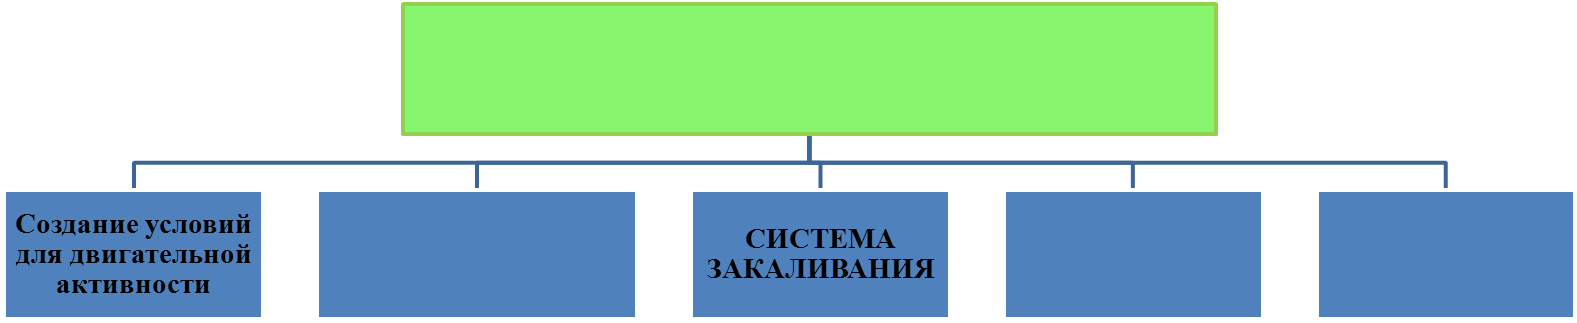 Создание условий
для двигательной
активности
СИСТЕМА
ЗАКАЛИВАНИЯ